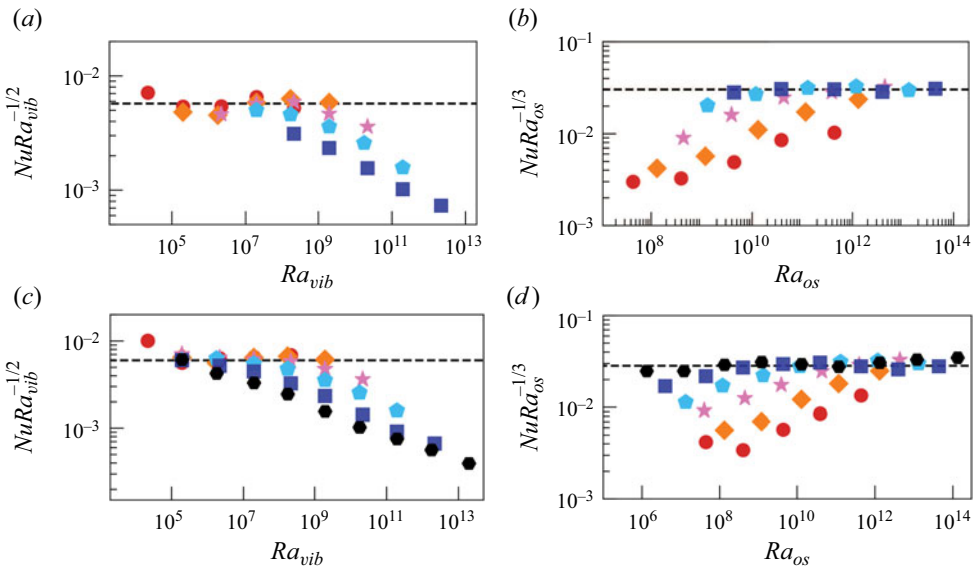 (a)
(b)
NuRa_vib^{-1/2}
10^{-2}
10^{-3}
10^5
10^7
10^9
10^{11}
10^{13}
Ra_vib
NuRa_os^{-1/3}
10^{-1}
10^{-2}
10^{-3}
10^8
10^{10}
10^{12}
10^{14}
Ra_os
(c)
(d)
NuRa_vib^{-1/2}
10^{-2}
10^{-3}
10^5
10^7
10^9
10^{11}
10^{13}
Ra_vib
NuRa_os^{-1/3}
10^{-1}
10^{-2}
10^{-3}
10^6
10^8
10^{10}
10^{12}
10^{14}
Ra_os